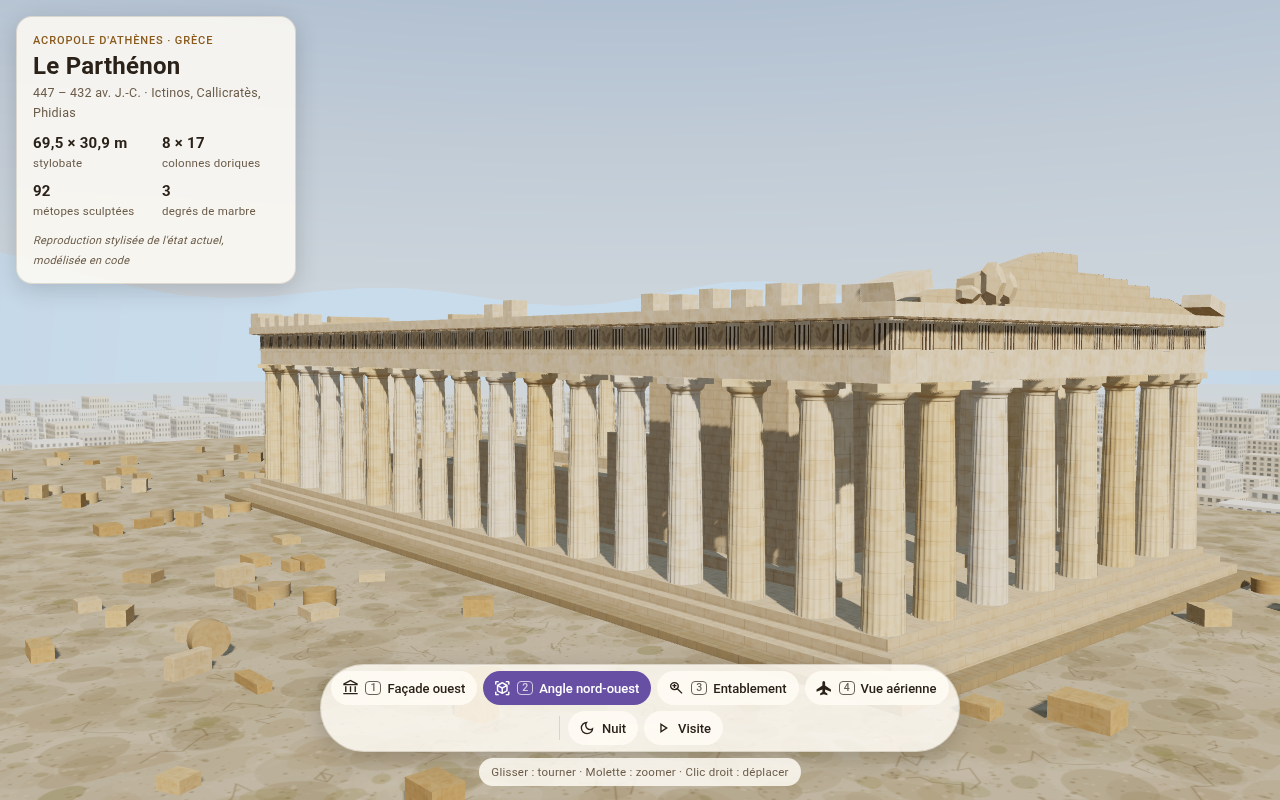 ACROPOLE D'ATHÈNES · GRÈCE
Le Parthénon
447 – 432 av. J.-C. · Ictinos, Callicratès,
Phidias
69,5 × 30,9 m
stylobate
8 × 17
colonnes doriques
92
métopes sculptées
3
degrés de marbre
Reproduction stylisée de l'état actuel,
modélisée en code
1 Façade ouest
2 Angle nord-ouest
3 Entablement
4 Vue aérienne
Nuit
Visite
Glisser : tourner · Molette : zoomer · Clic droit : déplacer